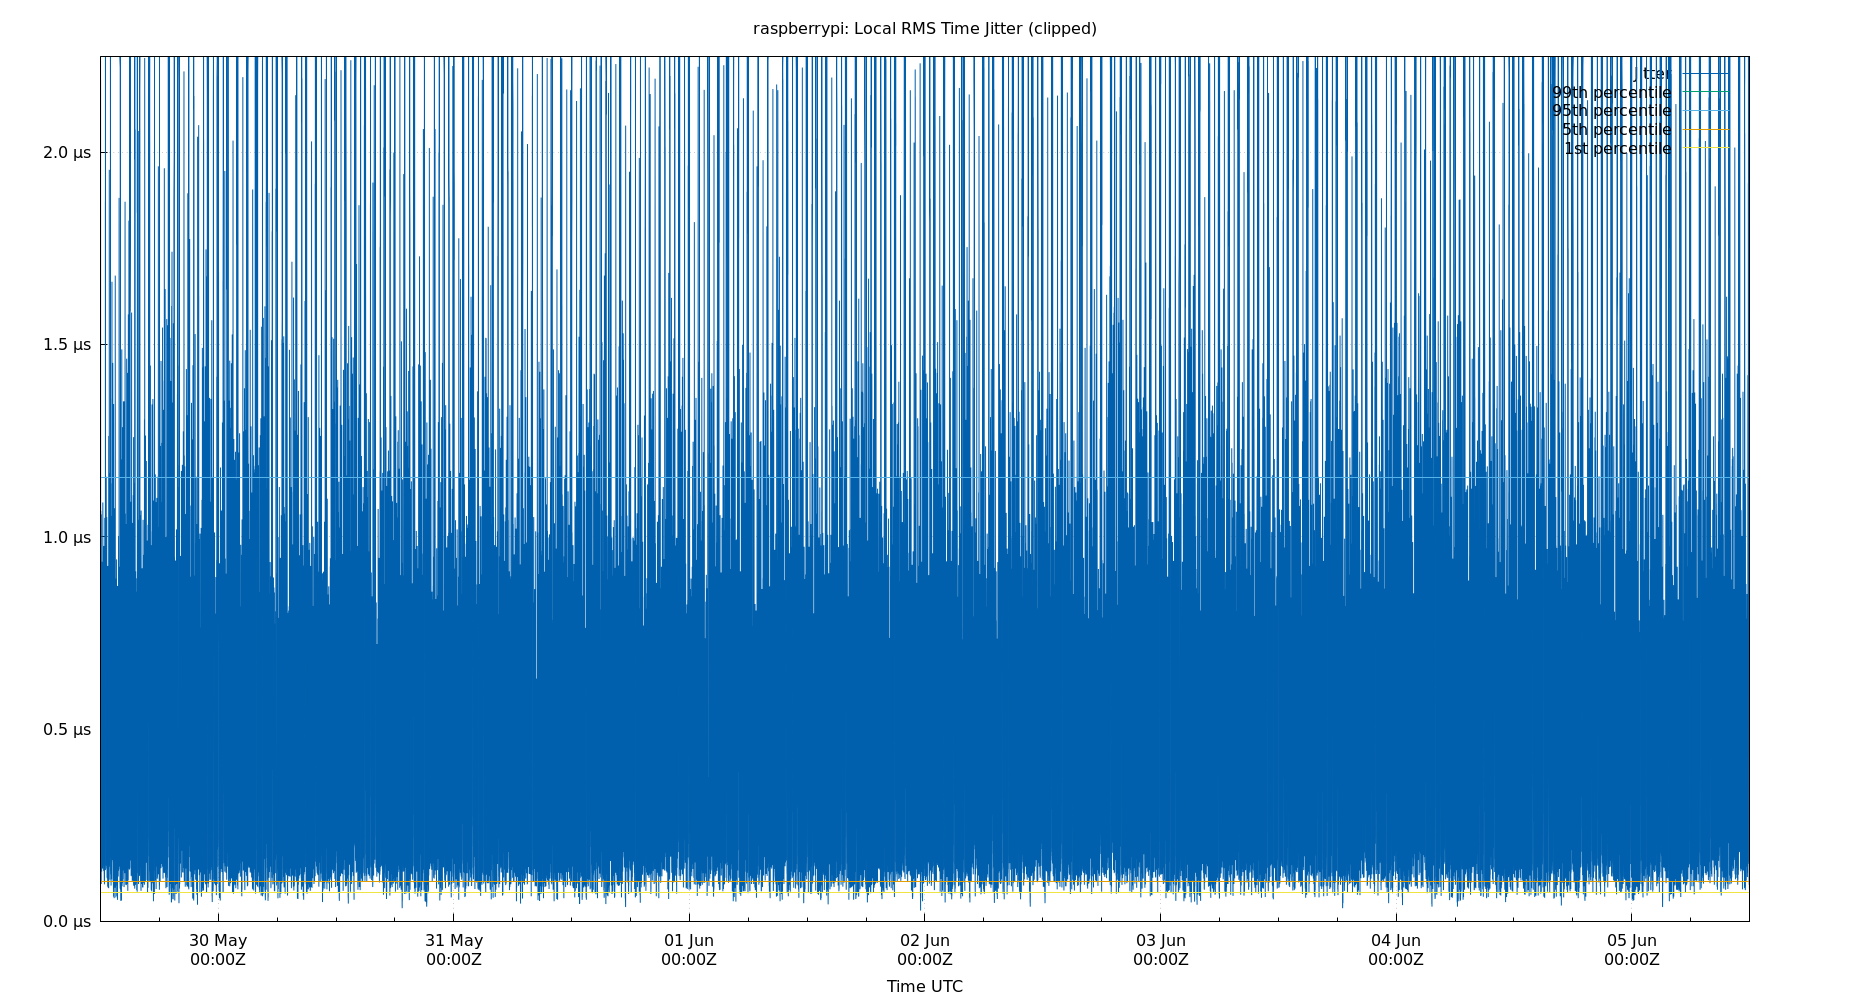 raspberrypi: Local RMS Time Jitter (clipped)
jitter
99th percentile
95th percentile
5th percentile
1st percentile
2.0 μs
1.5 μs
1.0 μs
0.5 μs
0.0 μs
30 May 31 May 01 Jun 02 Jun 03 Jun 04 Jun 05 Jun
00:00Z 00:00Z 00:00Z 00:00Z 00:00Z 00:00Z 00:00Z
Time UTC